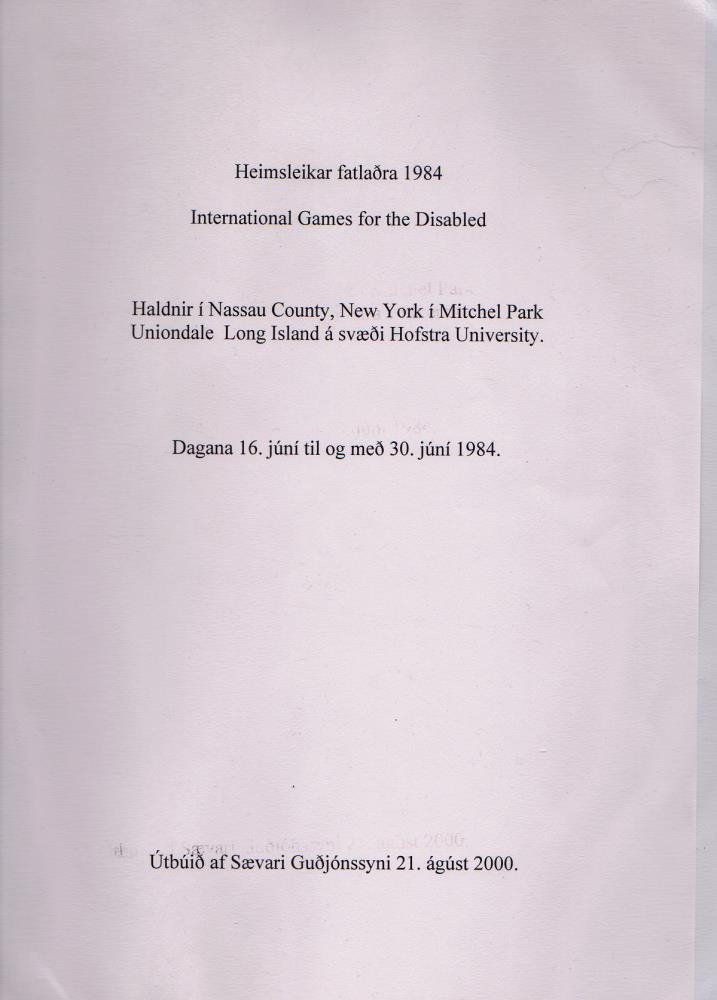 Heimsleikar fatlaðra 1984
International Games for the Disabled
Haldnir í Nassau County, New York í Mitchel Park
Uniondale Long Island á svæði Hofstra University.
Dagana 16. júní til og með 30. júní 1984.
Útbúið af Sævari Guðjónssyni 21. ágúst 2000.